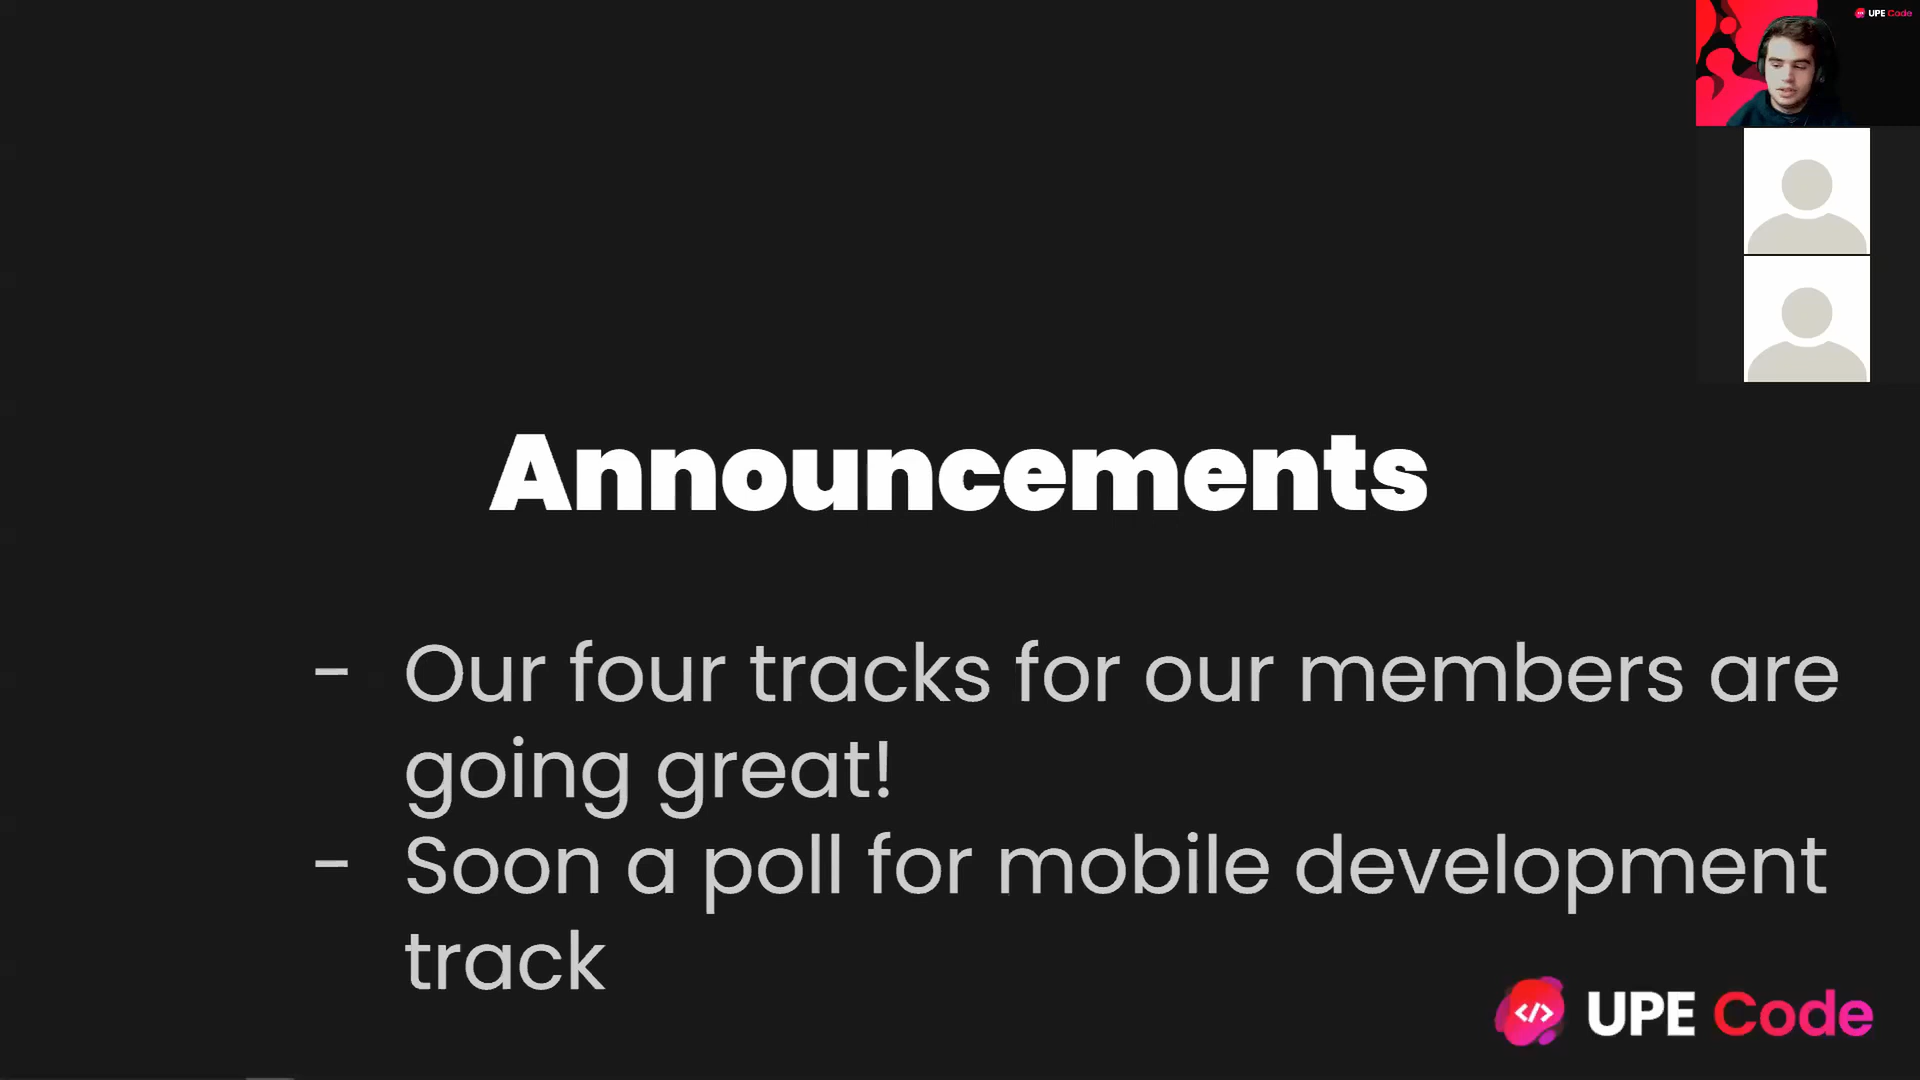 UPE Code
Announcements
- Our four tracks for our members are
going great!
- Soon a poll for mobile development
track
</> UPE Code